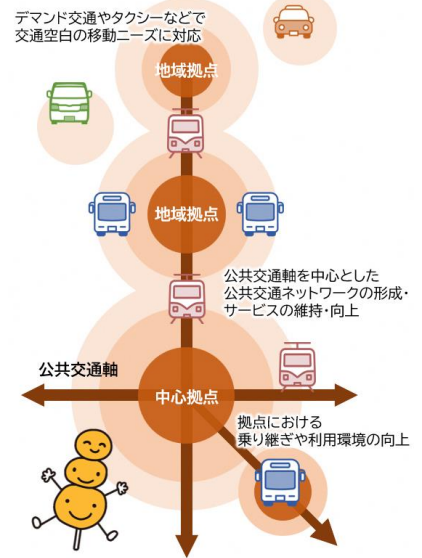 デマンド交通やタクシーなどで
交通空白の移動ニーズに対応
地域拠点
地域拠点
公共交通軸を中心とした
公共交通ネットワークの形成・
サービスの維持・向上
公共交通軸
中心拠点
拠点における
乗り継ぎや利用環境の向上